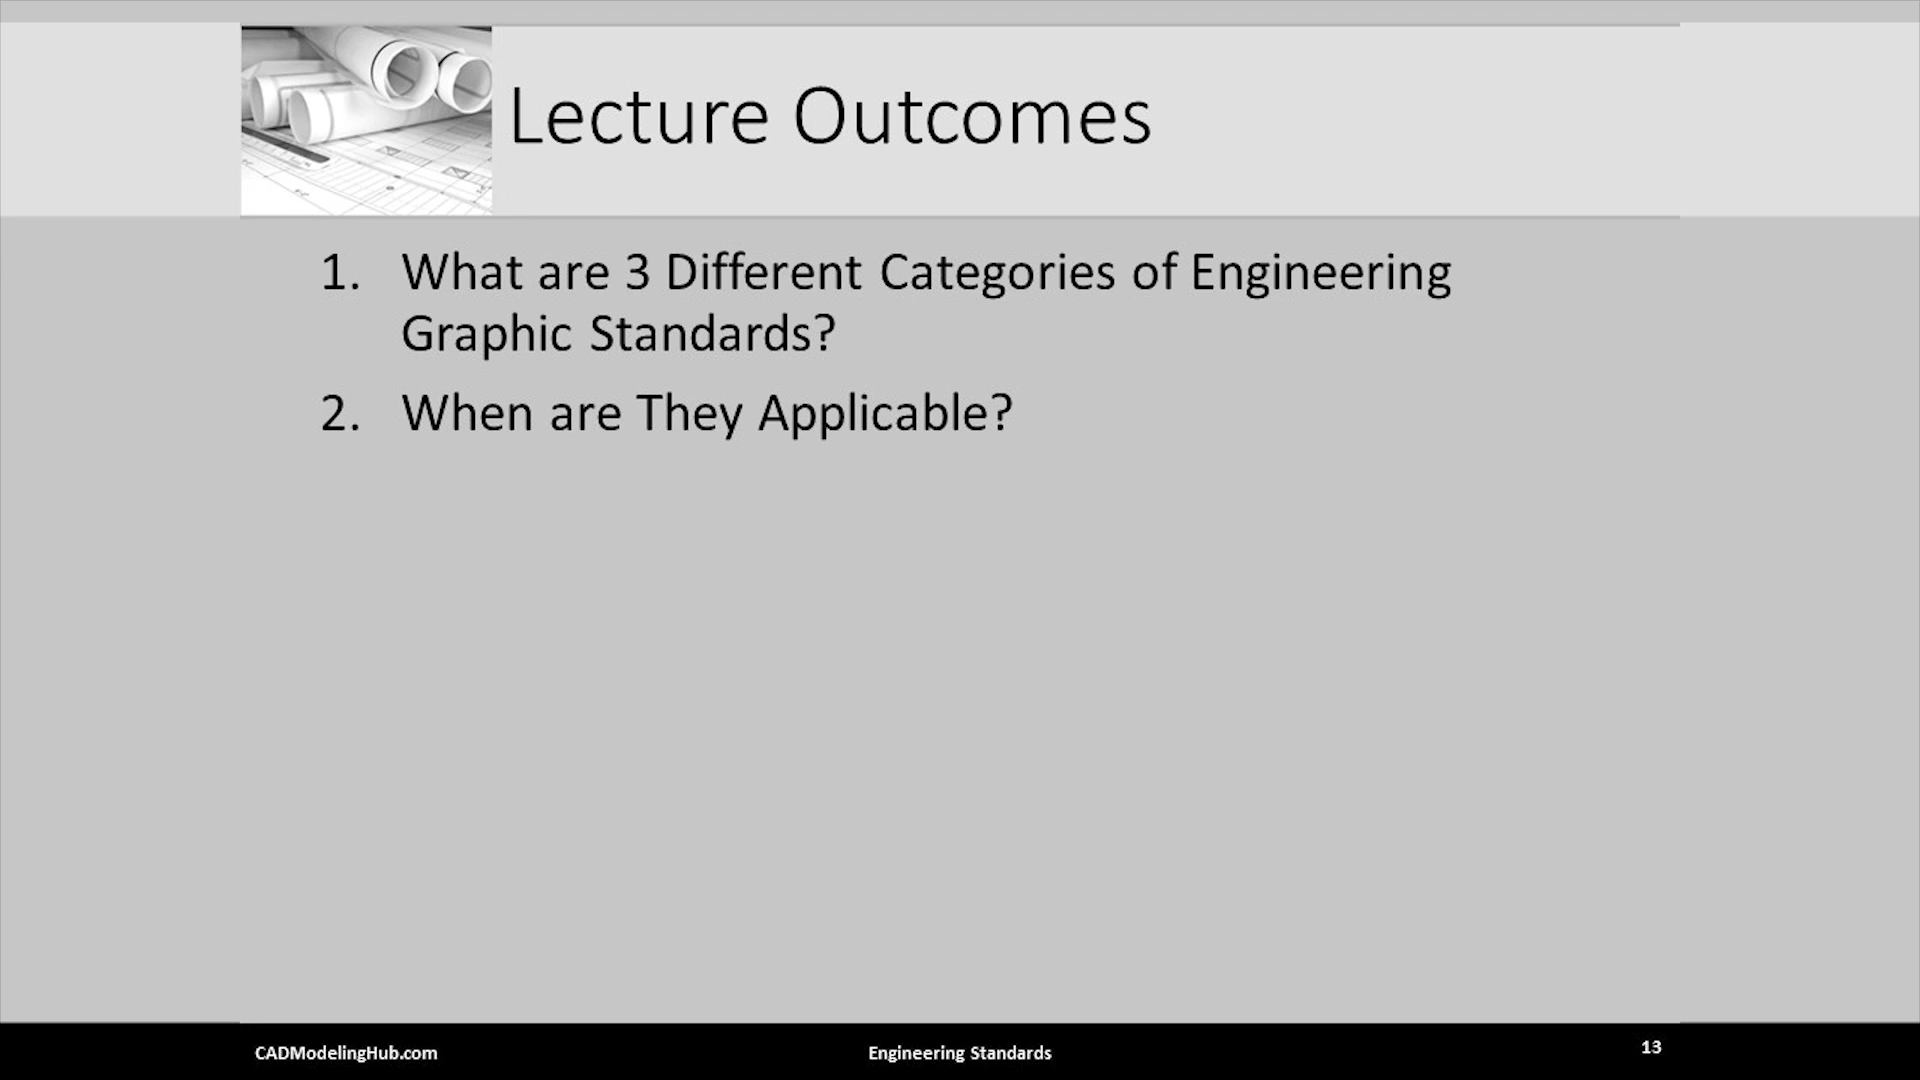 Lecture Outcomes
1. What are 3 Different Categories of Engineering
Graphic Standards?
2. When are They Applicable?
CADModelingHub.com
Engineering Standards
13